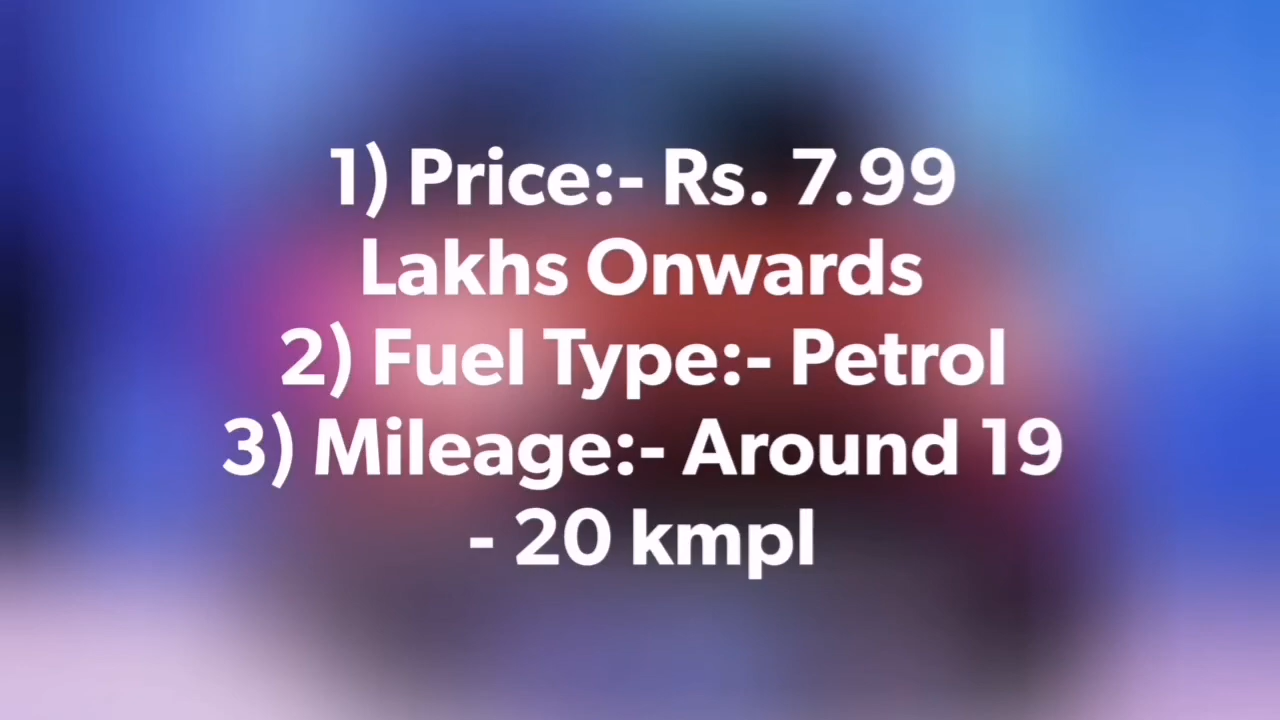 1) Price:- Rs. 7.99
Lakhs Onwards
2) Fuel Type:- Petrol
3) Mileage:- Around 19
- 20 kmpl